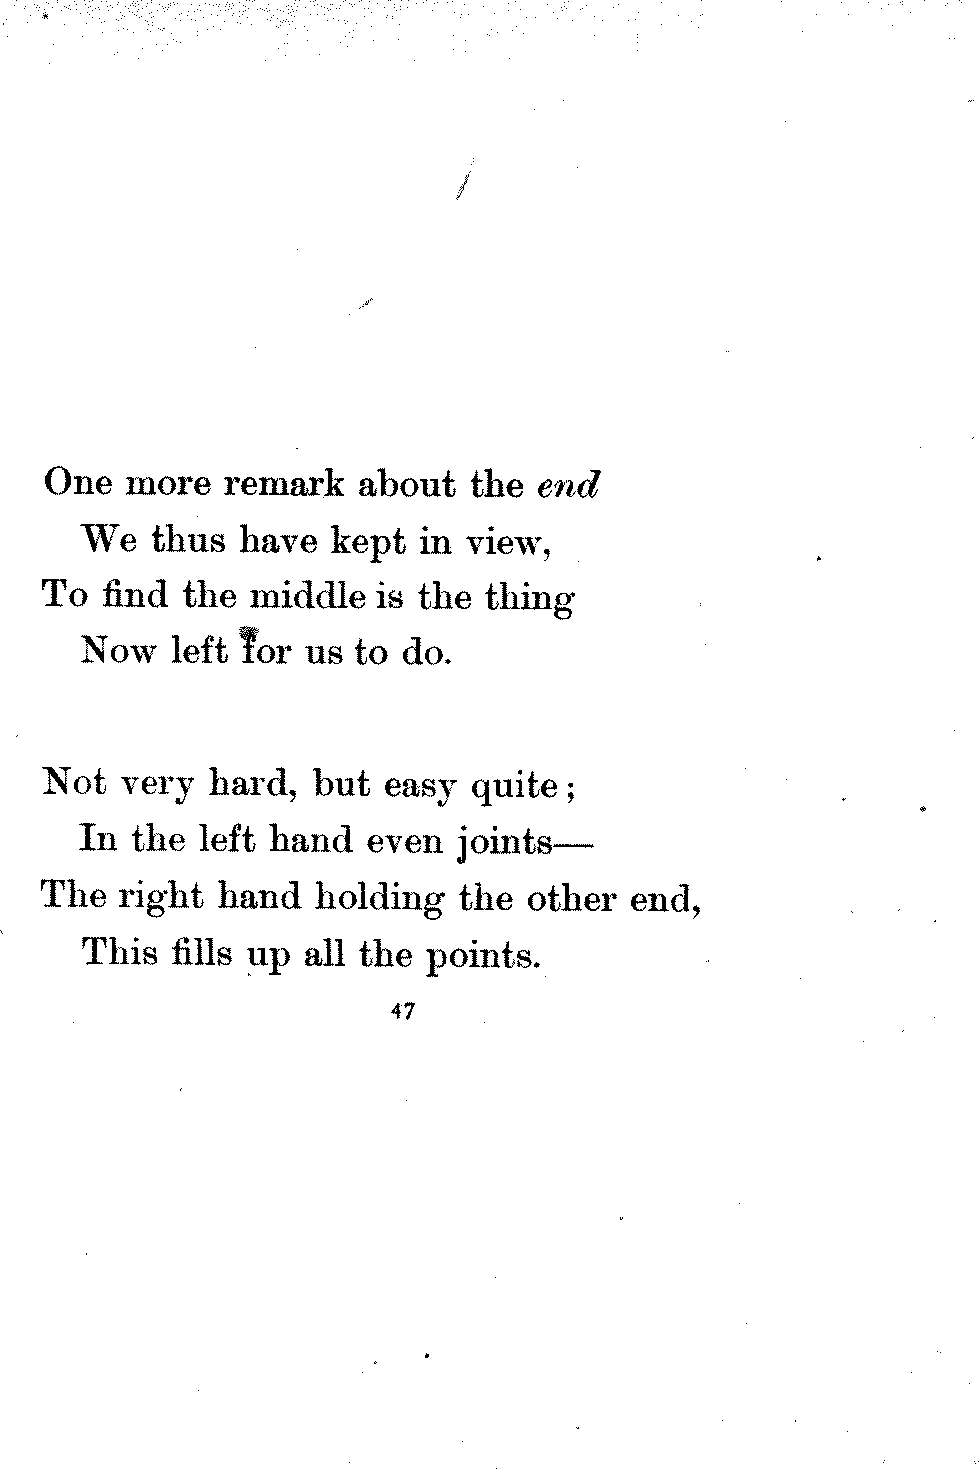 One more remark about the end
We thus have kept in view,
To find the middle is the thing
Now left for us to do.
Not very hard, but easy quite;
In the left hand even joints—
The right hand holding the other end,
This fills up all the points.
47